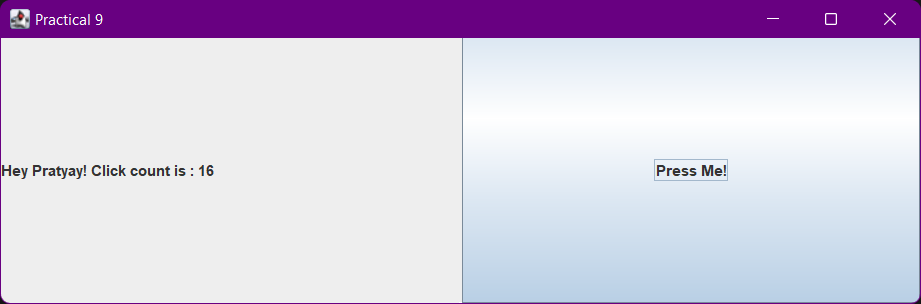 Practical 9
Hey Pratyay! Click count is : 16
Press Me!